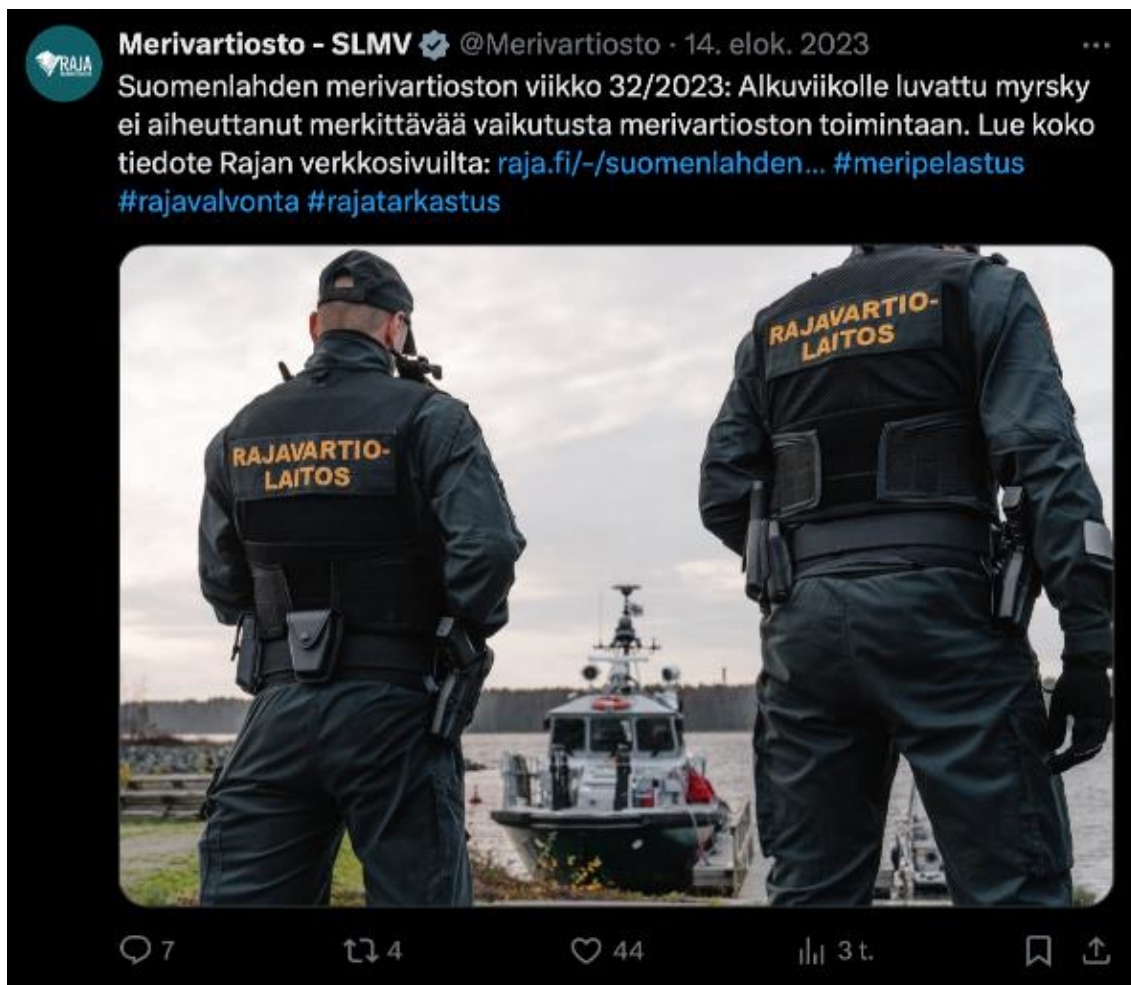 Merivartiosto - SLMV @Merivartiosto · 14. elok. 2023
RAJA
Suomenlahden merivartioston viikko 32/2023: Alkuviikolle luvattu myrsky
ei aiheuttanut merkittävää vaikutusta merivartioston toimintaan. Lue koko
tiedote Rajan verkkosivuilta: raja.fi/-/suomenlahden... #meripelastus
#rajavalvonta #rajatarkastus
RAJAVARTIO-
LAITOS
RAJAVARTIO-
LAITOS
7 4 44 3 t.